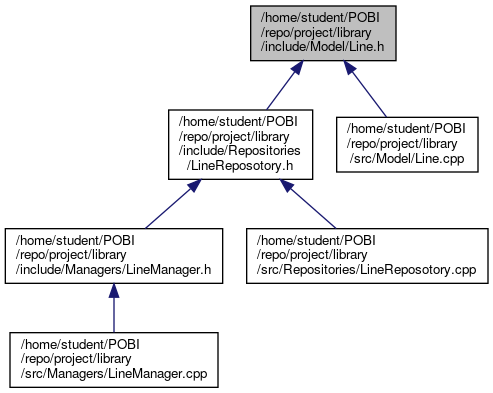 /home/student/POBI
/repo/project/library
/include/Model/Line.h
/home/student/POBI
/repo/project/library
/include/Repositories
/LineReposotory.h
/home/student/POBI
/repo/project/library
/src/Model/Line.cpp
/home/student/POBI
/repo/project/library
/include/Managers/LineManager.h
/home/student/POBI
/repo/project/library
/src/Repositories/LineReposotory.cpp
/home/student/POBI
/repo/project/library
/src/Managers/LineManager.cpp